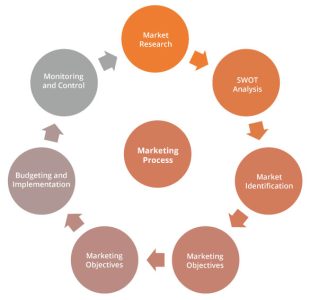 Market
Research
SWOT
Analysis
Market
Identification
Marketing
Objectives
Marketing
Objectives
Budgeting and
Implementation
Monitoring
and Control
Marketing
Process